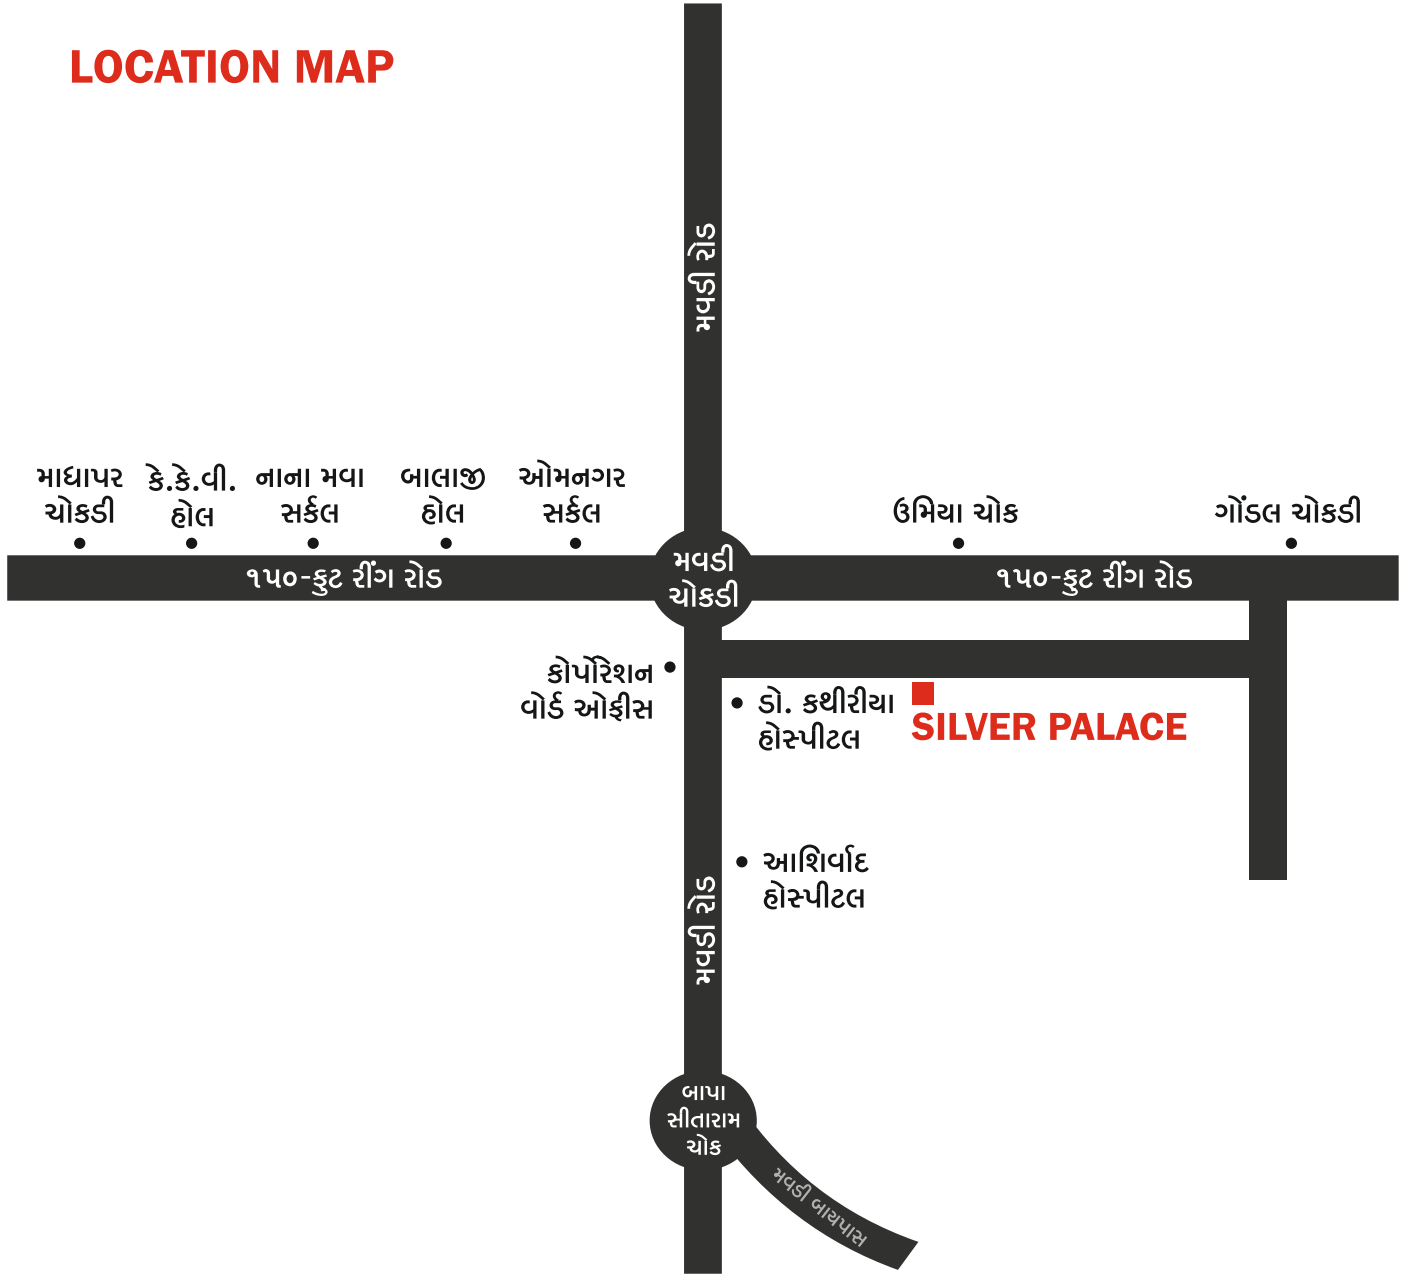 LOCATION MAP
મવડી રોડ
માધાપર
ચોકડી
કે.કે.વી.
હોલ
નાના મવા
સર્કલ
બાલાજી
હોલ
ઓમનગર
સર્કલ
ઉમિયા ચોક
ગોંડલ ચોકડી
૧૫૦-ફુટ રીંગ રોડ
મવડી
ચોકડી
૧૫૦-ફુટ રીંગ રોડ
કોર્પોરેશન
વોર્ડ ઓફીસ
ડો. કથીરીયા
હોસ્પીટલ
SILVER PALACE
આશિર્વાદ
હોસ્પીટલ
મવડી રોડ
બાપા
સીતારામ
ચોક
મવડી બાયપાસ